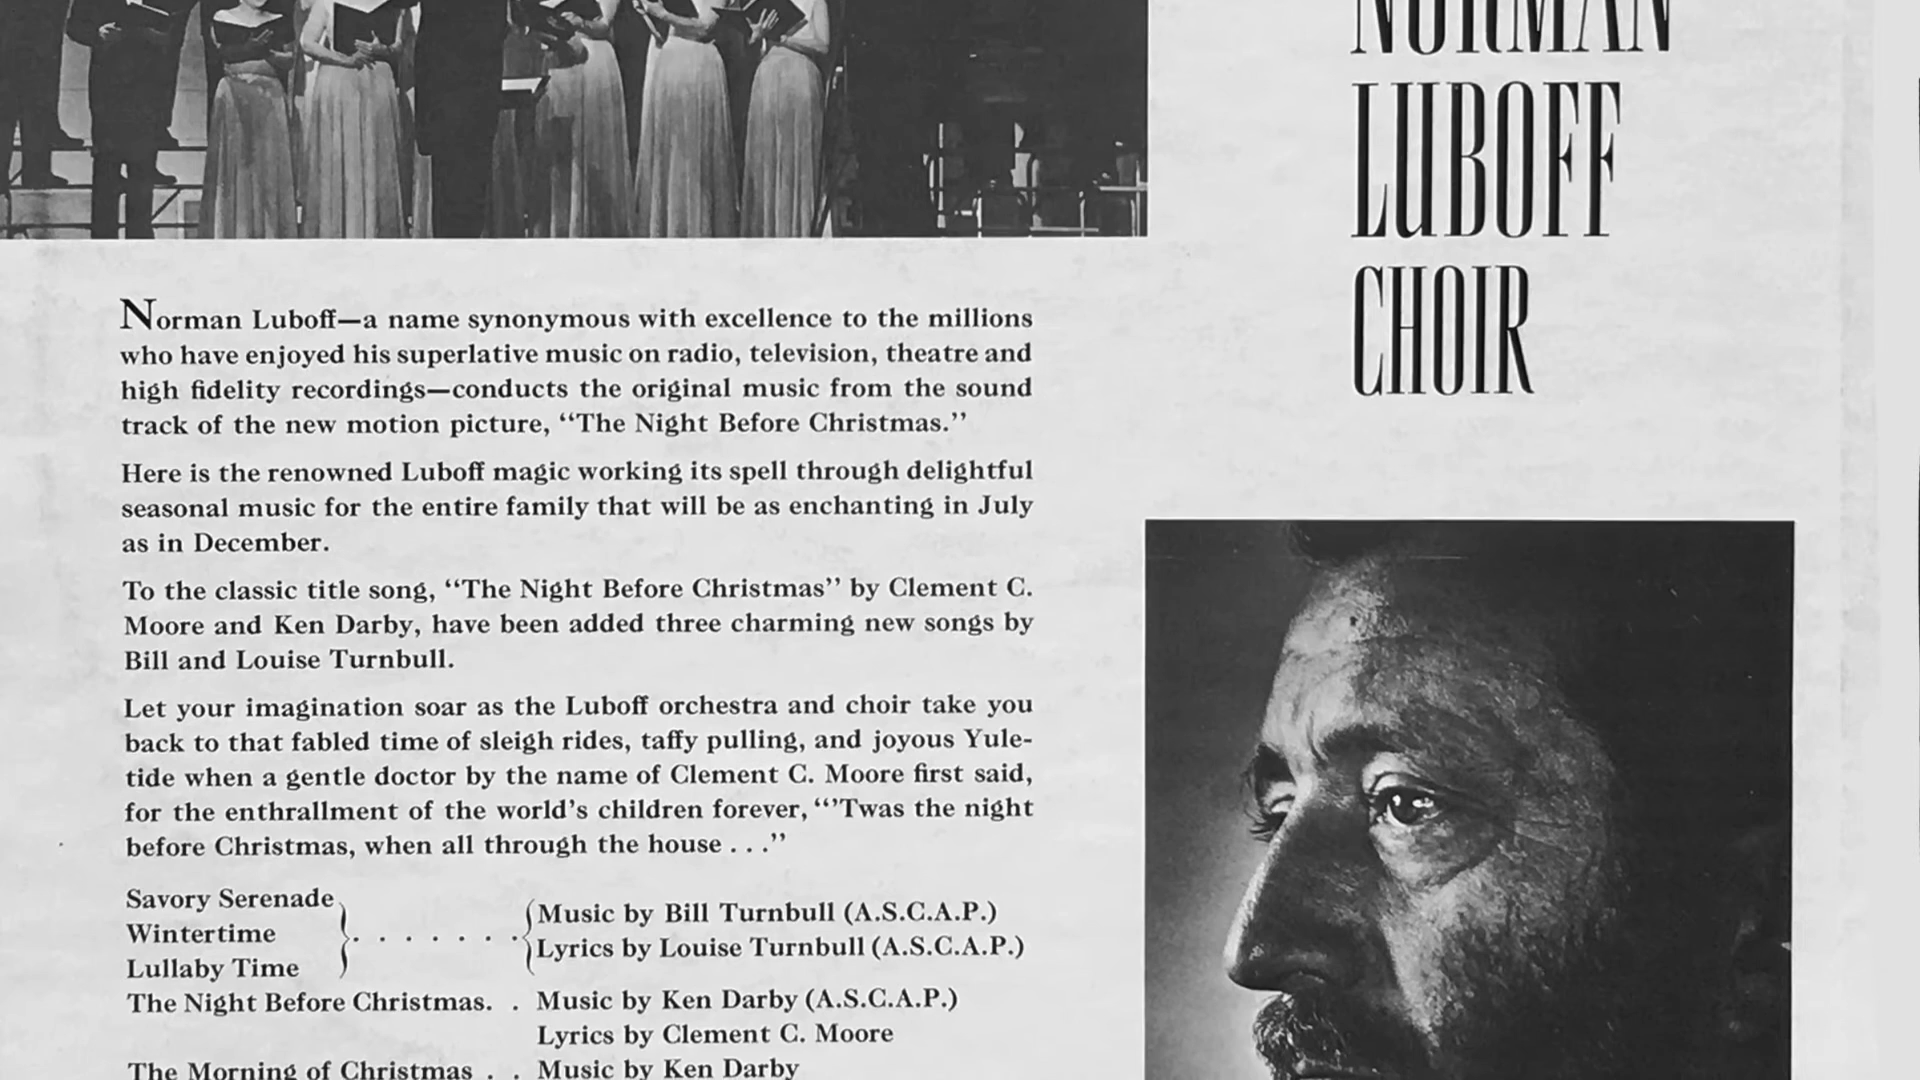 NORMAN
LUBOFF
CHOIR
Norman Luboff—a name synonymous with excellence to the millions
who have enjoyed his superlative music on radio, television, theatre and
high fidelity recordings—conducts the original music from the sound
track of the new motion picture, “The Night Before Christmas.”
Here is the renowned Luboff magic working its spell through delightful
seasonal music for the entire family that will be as enchanting in July
as in December.
To the classic title song, “The Night Before Christmas” by Clement C.
Moore and Ken Darby, have been added three charming new songs by
Bill and Louise Turnbull.
Let your imagination soar as the Luboff orchestra and choir take you
back to that fabled time of sleigh rides, taffy pulling, and joyous Yule-
tide when a gentle doctor by the name of Clement C. Moore first said,
for the enthrallment of the world’s children forever, “’Twas the night
before Christmas, when all through the house . . .”
Savory Serenade
Wintertime
Lullaby Time
Music by Bill Turnbull (A.S.C.A.P.)
Lyrics by Louise Turnbull (A.S.C.A.P.)
The Night Before Christmas. . Music by Ken Darby (A.S.C.A.P.)
Lyrics by Clement C. Moore
The Morning of Christmas . . Music by Ken Darby